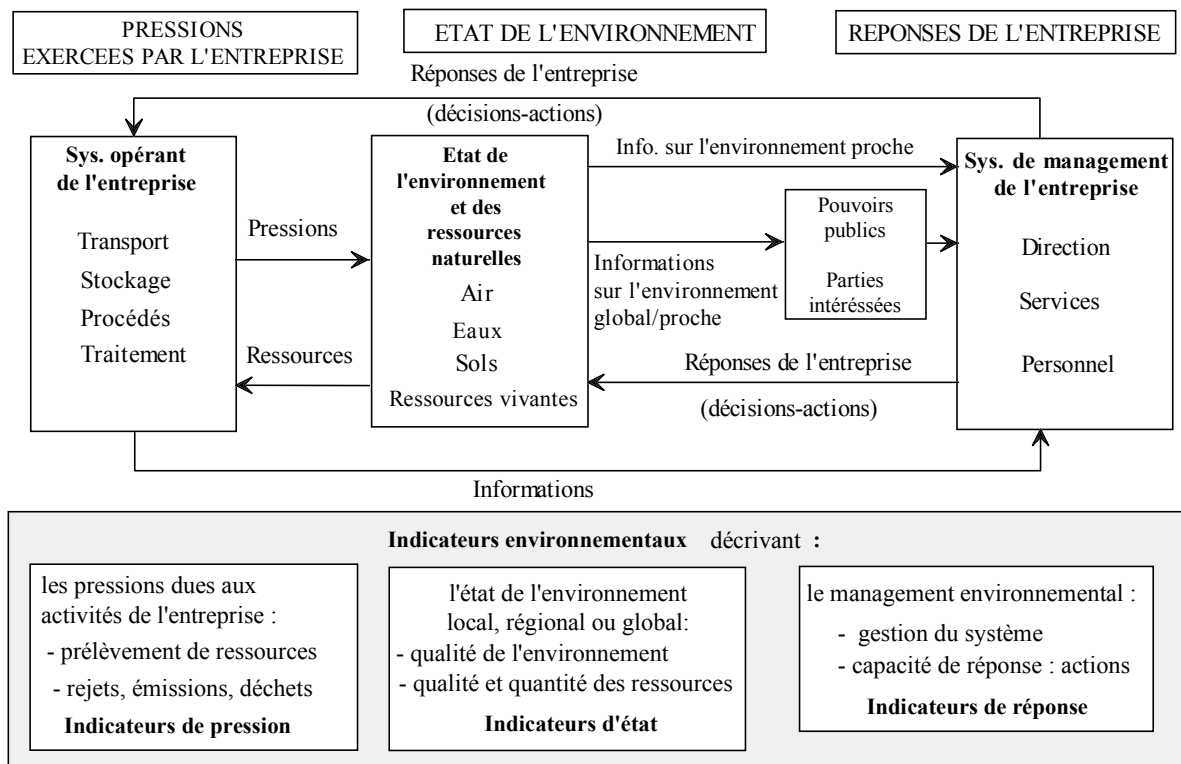 PRESSIONS
EXERCEES PAR L'ENTREPRISE
ETAT DE L'ENVIRONNEMENT
REPONSES DE L'ENTREPRISE
Réponses de l'entreprise
(décisions-actions)
Sys. opérant
de l'entreprise
Transport
Stockage
Procédés
Traitement
Pressions
Ressources
Etat de
l'environnement
et des
ressources
naturelles
Air
Eaux
Sols
Ressources vivantes
Info. sur l'environnement proche
Informations
sur l'environnement
global/proche
Pouvoirs
publics
Parties
intéréssées
Réponses de l'entreprise
(décisions-actions)
Sys. de management
de l'entreprise
Direction
Services
Personnel
Informations
Indicateurs environnementaux décrivant :
les pressions dues aux
activités de l'entreprise :
- prélèvement de ressources
- rejets, émissions, déchets
Indicateurs de pression
l'état de l'environnement
local, régional ou global:
- qualité de l'environnement
- qualité et quantité des ressources
Indicateurs d'état
le management environnemental :
- gestion du système
- capacité de réponse : actions
Indicateurs de réponse